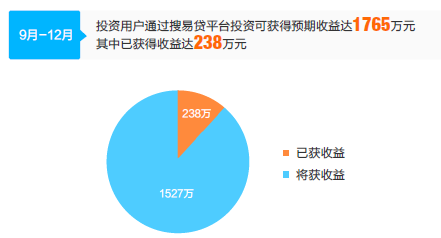 9月-12月
投资用户通过搜易贷平台投资可获得预期收益达1765万元
其中已获得收益达238万元
238万
1527万
已获收益
将获收益